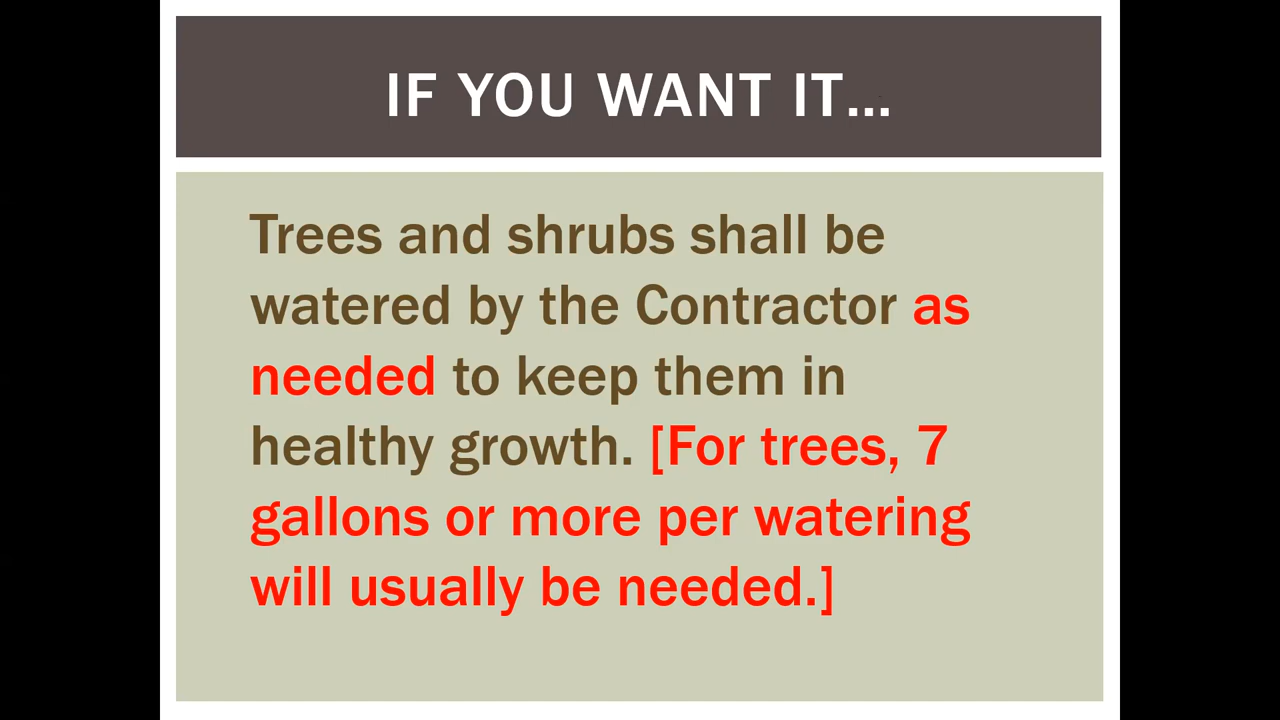 IF YOU WANT IT...
Trees and shrubs shall be
watered by the Contractor as
needed to keep them in
healthy growth. [For trees, 7
gallons or more per watering
will usually be needed.]